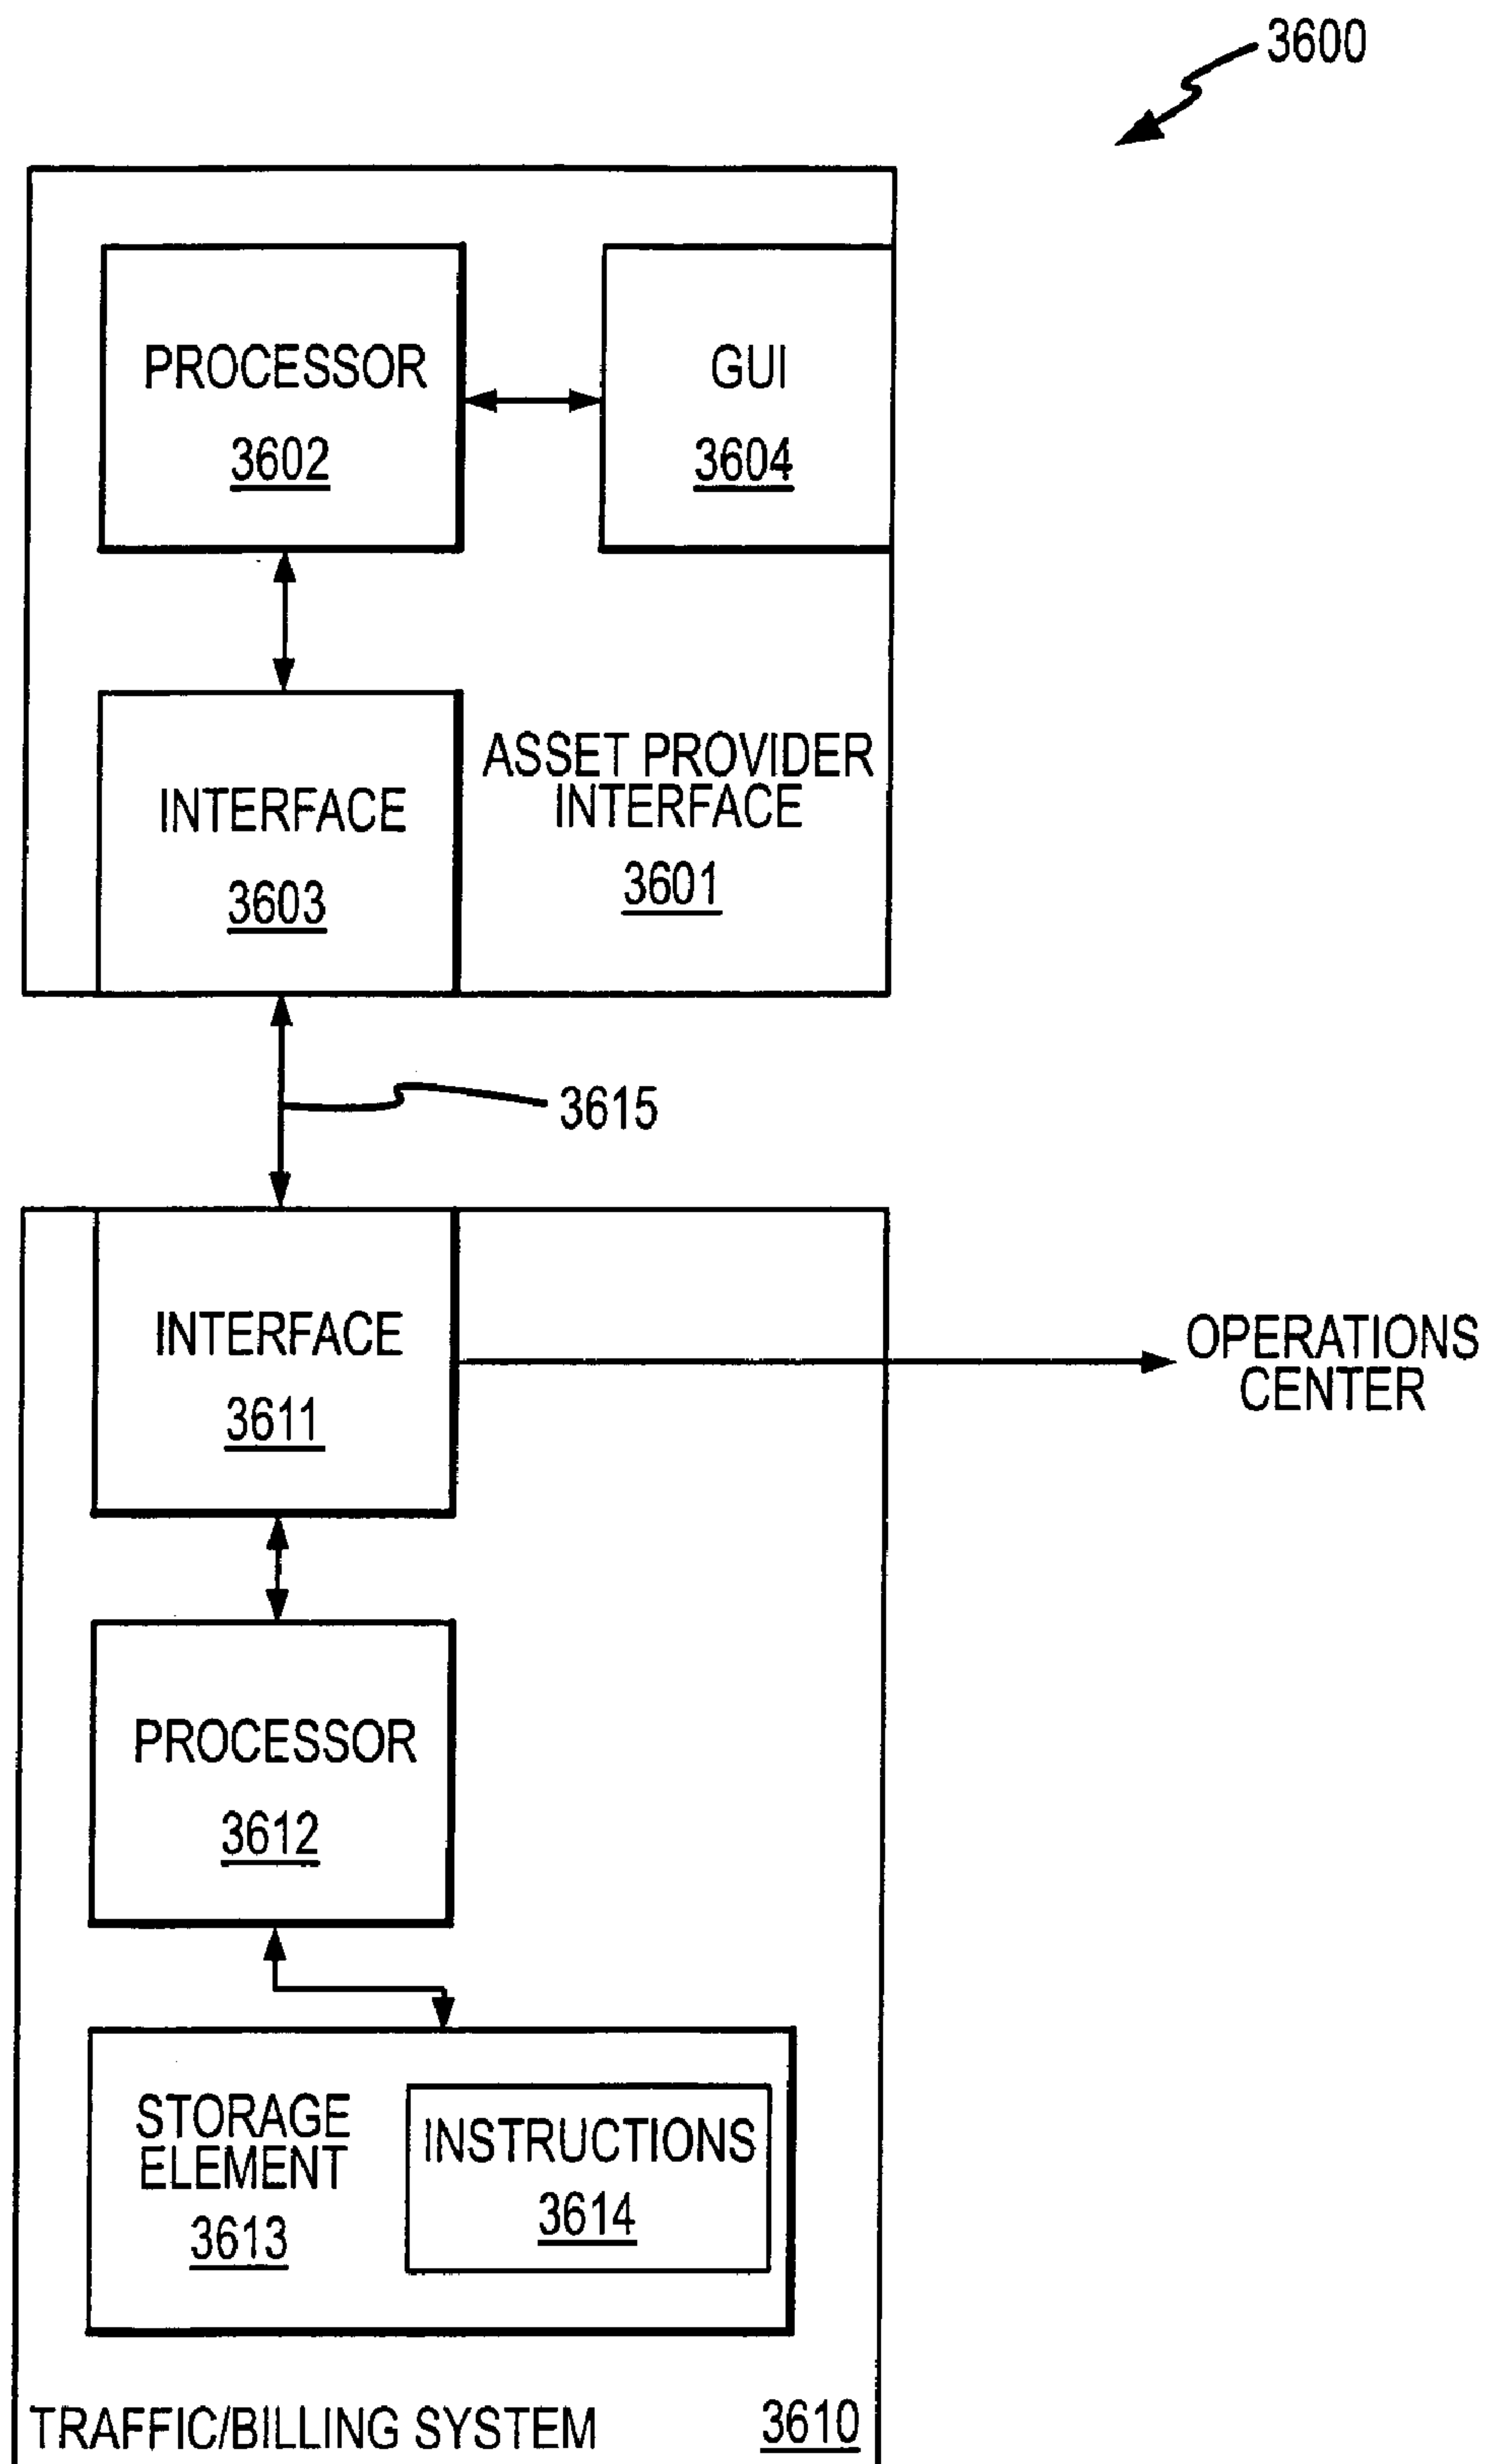 3600
PROCESSOR
3602
GUI
3604
INTERFACE
3603
ASSET PROVIDER
INTERFACE
3601
3615
INTERFACE
3611
OPERATIONS
CENTER
PROCESSOR
3612
STORAGE
ELEMENT
3613
INSTRUCTIONS
3614
TRAFFIC/BILLING SYSTEM 3610